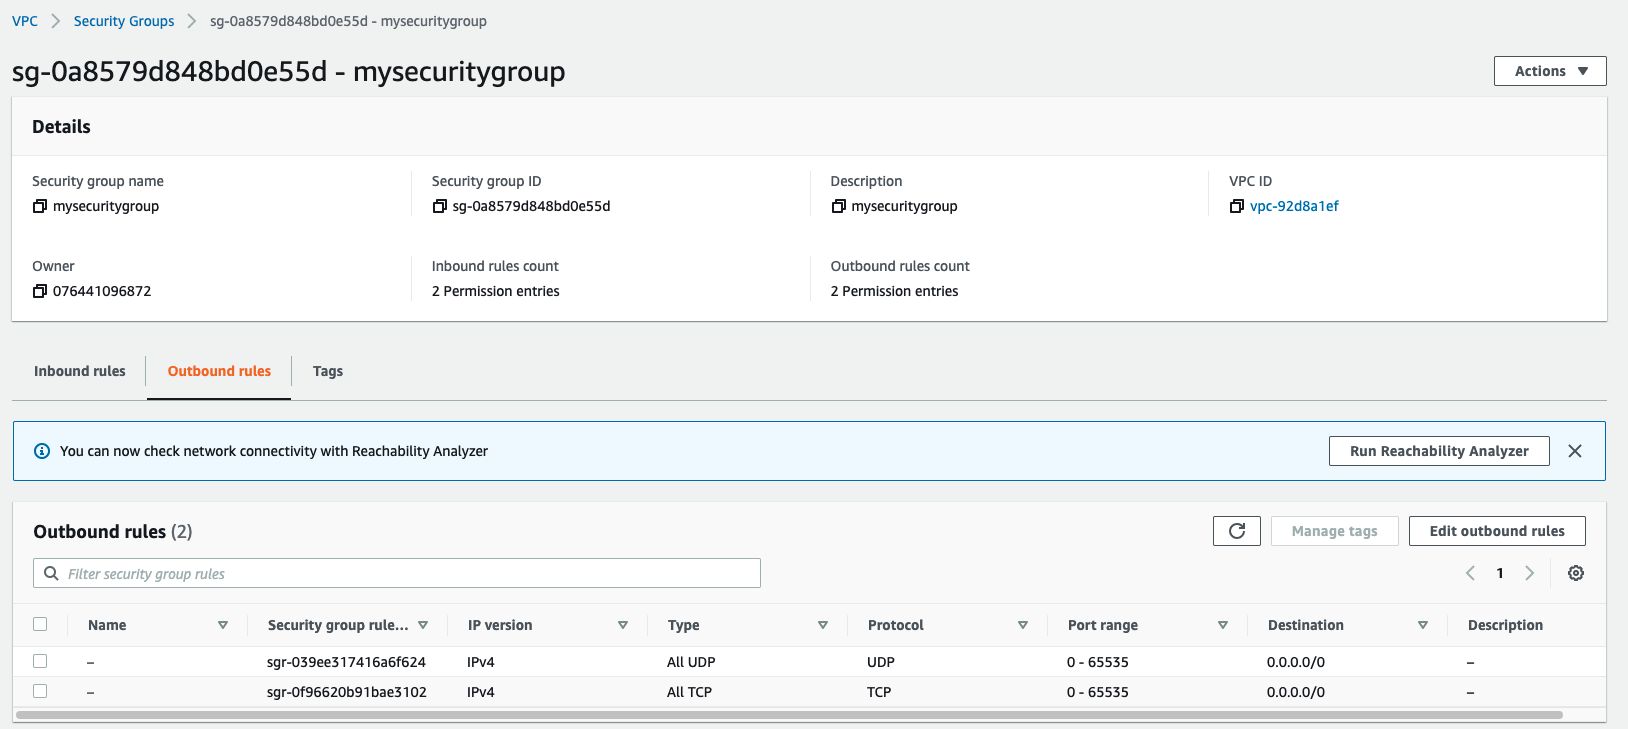 VPC > Security Groups > sg-0a8579d848bd0e55d - mysecuritygroup
sg-0a8579d848bd0e55d - mysecuritygroup
Actions
Details
Security group name Security group ID Description VPC ID
mysecuritygroup sg-0a8579d848bd0e55d mysecuritygroup vpc-92d8a1ef
Owner Inbound rules count Outbound rules count
076441096872 2 Permission entries 2 Permission entries
Inbound rules Outbound rules Tags
You can now check network connectivity with Reachability Analyzer Run Reachability Analyzer
Outbound rules (2) Manage tags Edit outbound rules
Filter security group rules 1
Name Security group rule... IP version Type Protocol Port range Destination Description
– sgr-039ee317416a6f624 IPv4 All UDP UDP 0 - 65535 0.0.0.0/0 –
– sgr-0f96620b91bae3102 IPv4 All TCP TCP 0 - 65535 0.0.0.0/0 –